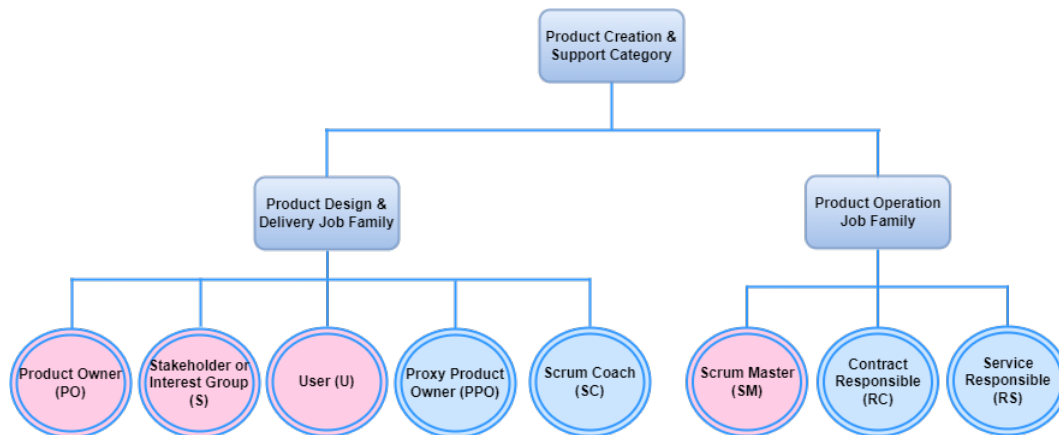 Product Creation &
Support Category
Product Design &
Delivery Job Family
Product Operation
Job Family
Product Owner
(PO)
Stakeholder or
Interest Group
(S)
User (U)
Proxy Product
Owner (PPO)
Scrum Coach
(SC)
Scrum Master
(SM)
Contract
Responsible
(RC)
Service
Responsible
(RS)